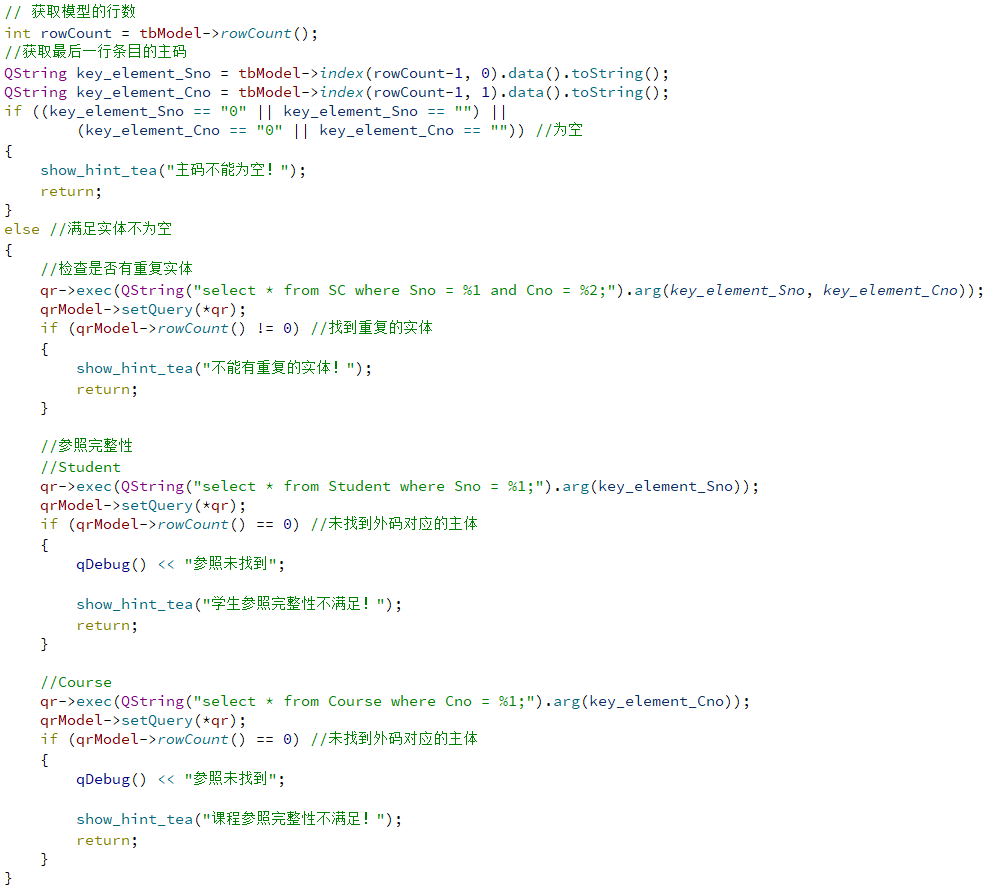 // 获取模型的行数
int rowCount = tbModel->rowCount();
//获取最后一行条目的主码
QString key_element_Sno = tbModel->index(rowCount-1, 0).data().toString();
QString key_element_Cno = tbModel->index(rowCount-1, 1).data().toString();
if ((key_element_Sno == "0" || key_element_Sno == "") ||
        (key_element_Cno == "0" || key_element_Cno == "")) //为空
{
    show_hint_tea("主码不能为空！");
    return;
}
else //满足实体不为空
{
    //检查是否有重复实体
    qr->exec(QString("select * from SC where Sno = %1 and Cno = %2;").arg(key_element_Sno, key_element_Cno));
    qrModel->setQuery(*qr);
    if (qrModel->rowCount() != 0) //找到重复的实体
    {
        show_hint_tea("不能有重复的实体！");
        return;
    }

    //参照完整性
    //Student
    qr->exec(QString("select * from Student where Sno = %1;").arg(key_element_Sno));
    qrModel->setQuery(*qr);
    if (qrModel->rowCount() == 0) //未找到外码对应的主体
    {
        qDebug() << "参照未找到";

        show_hint_tea("学生参照完整性不满足！");
        return;
    }

    //Course
    qr->exec(QString("select * from Course where Cno = %1;").arg(key_element_Cno));
    qrModel->setQuery(*qr);
    if (qrModel->rowCount() == 0) //未找到外码对应的主体
    {
        qDebug() << "参照未找到";

        show_hint_tea("课程参照完整性不满足！");
        return;
    }
}